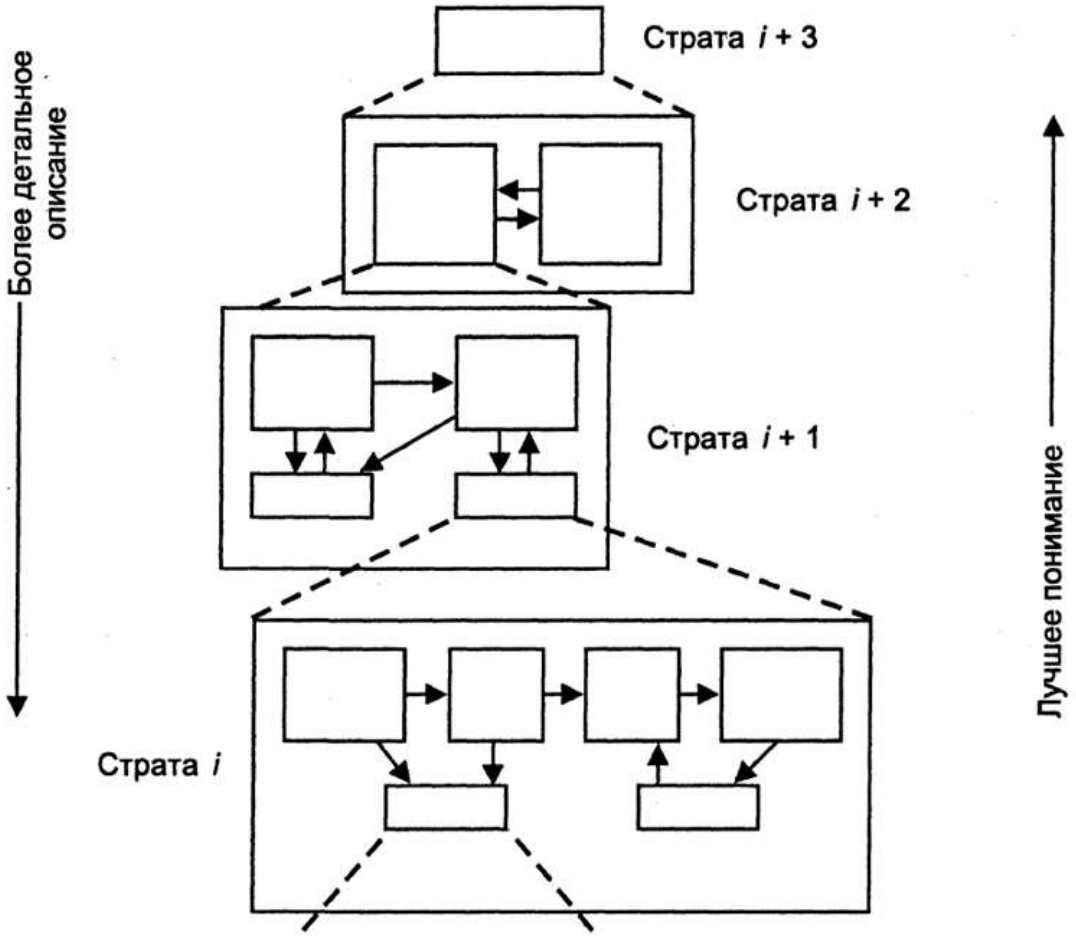 Страта i + 3
Более детальное
описание
Страта i + 2
Страта i + 1
Лучшее понимание
Страта i